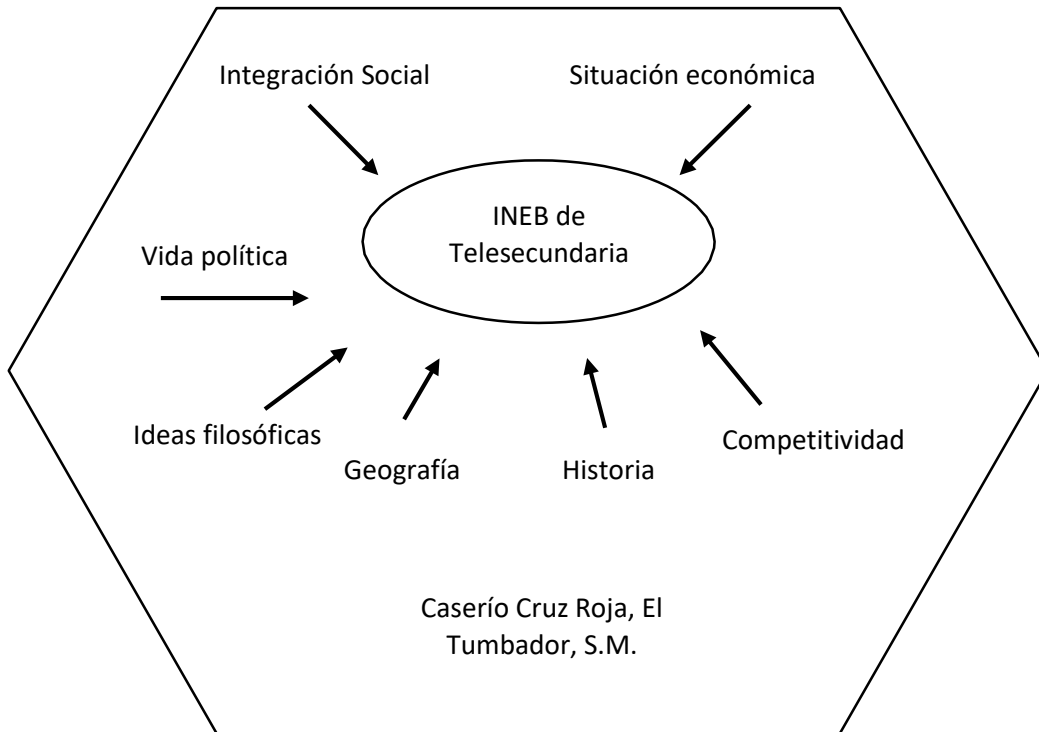 Integración Social
Situación económica
INEB de
Telesecundaria
Vida política
Ideas filosóficas
Geografía
Historia
Competitividad
Caserío Cruz Roja, El
Tumbador, S.M.